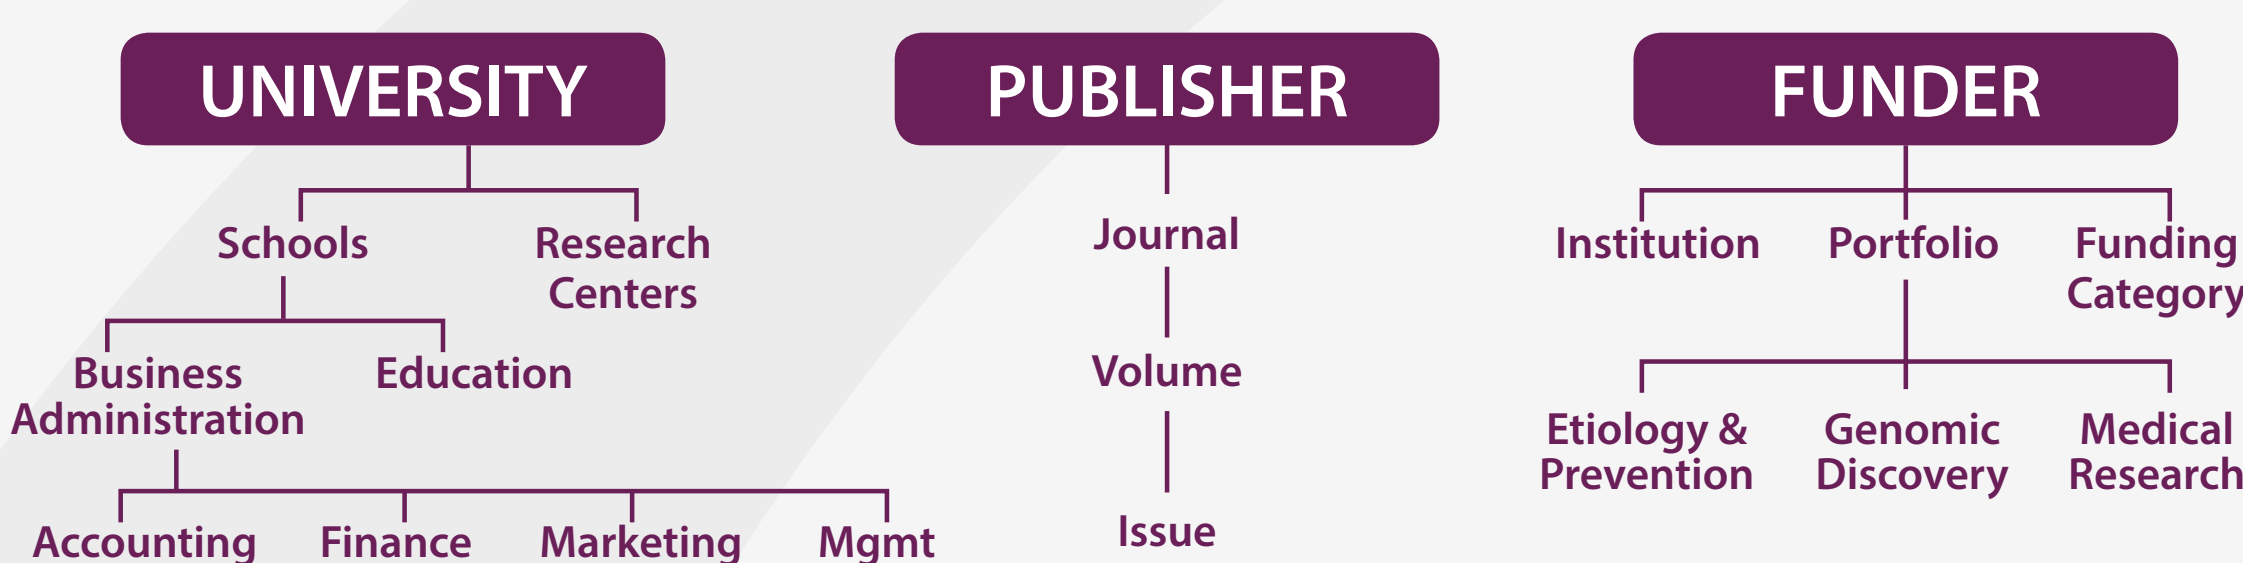 UNIVERSITY
Schools
Research
Centers
Business
Administration
Education
Accounting
Finance
Marketing
Mgmt
PUBLISHER
Journal
Volume
Issue
FUNDER
Institution
Portfolio
Funding
Category
Etiology &
Prevention
Genomic
Discovery
Medical
Research